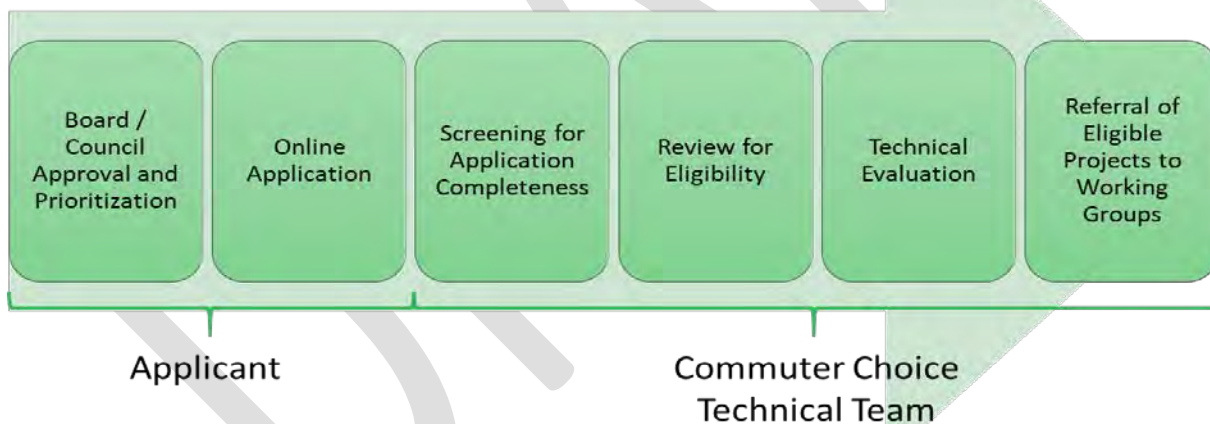 Board /
Council
Approval and
Prioritization
Online
Application
Screening for
Application
Completeness
Review for
Eligibility
Technical
Evaluation
Referral of
Eligible
Projects to
Working
Groups
Applicant
Commuter Choice
Technical Team